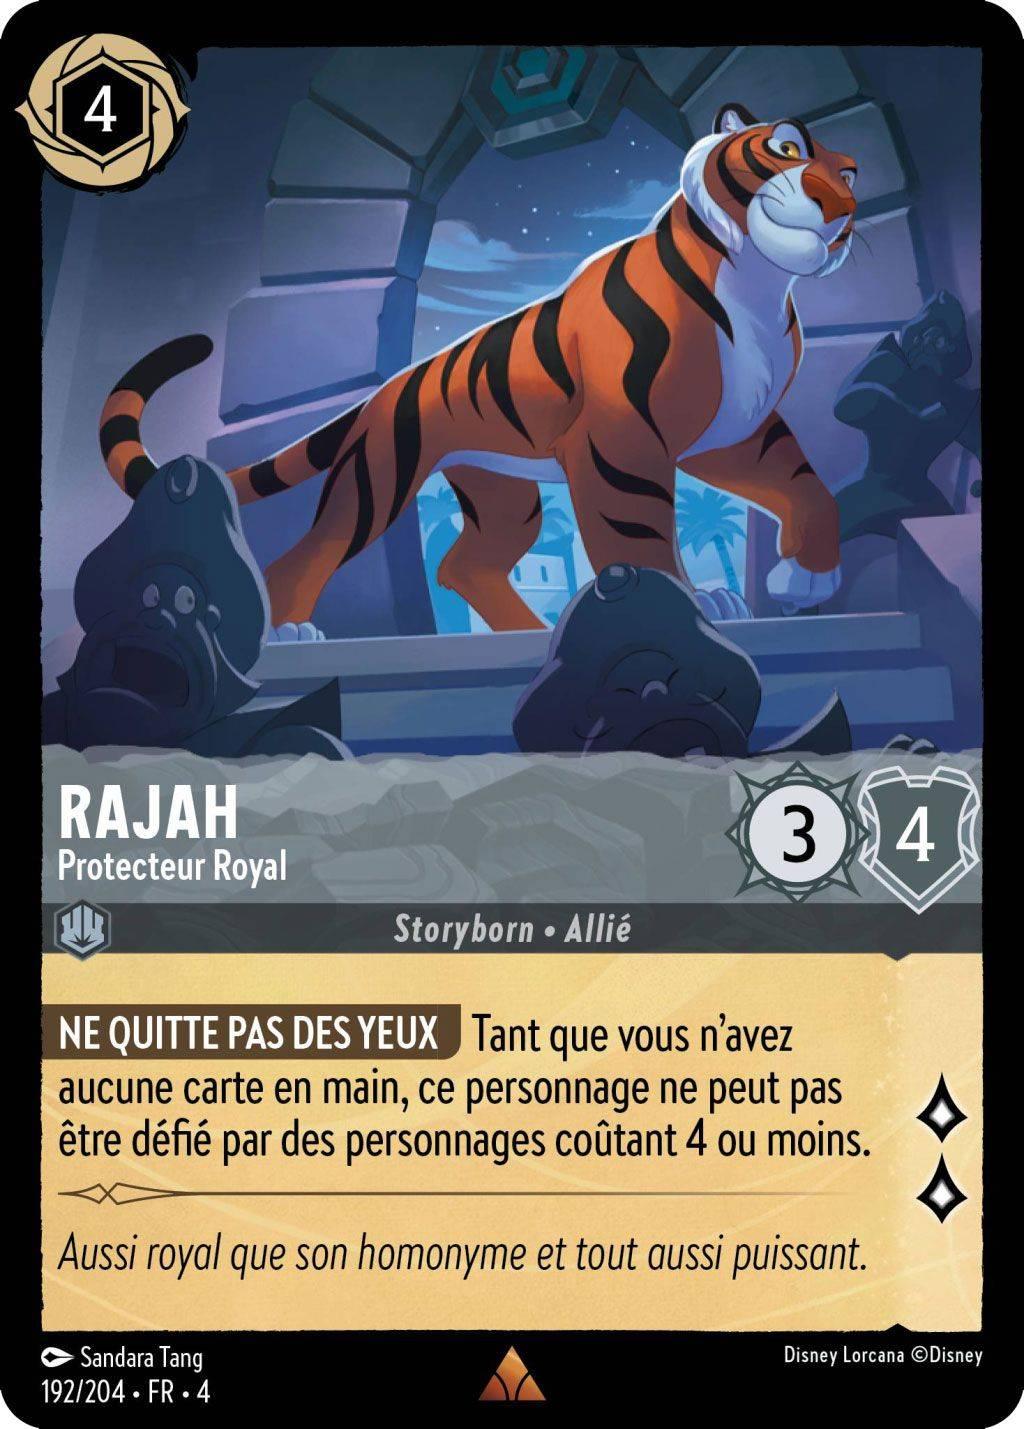 4
RAJAH
Protecteur Royal
3
4
Storyborn • Allié
NE QUITTE PAS DES YEUX Tant que vous n'avez
aucune carte en main, ce personnage ne peut pas
être défié par des personnages coûtant 4 ou moins.
Aussi royal que son homonyme et tout aussi puissant.
Sandara Tang
Disney Lorcana ©Disney
192/204 • FR • 4